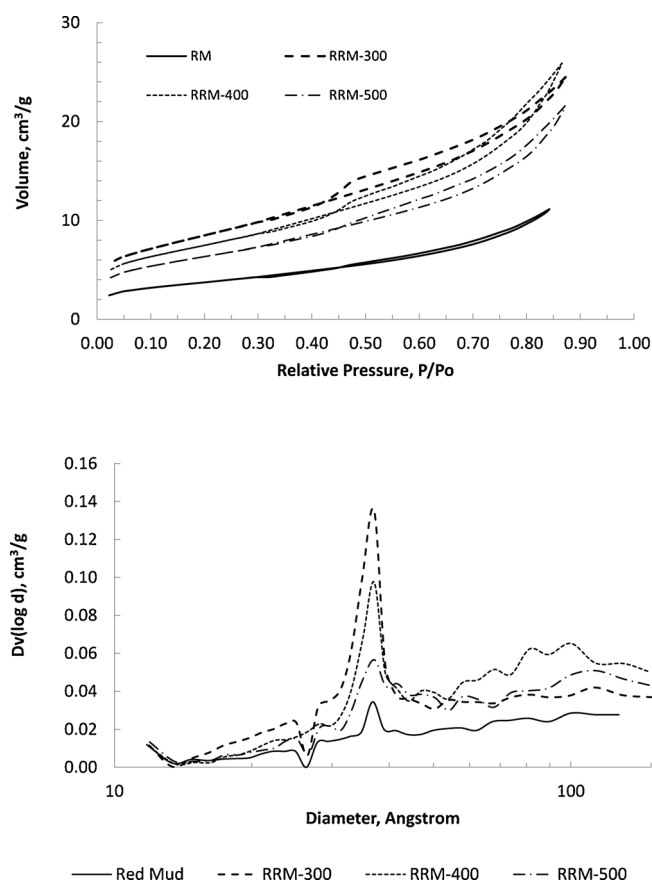 30
20
10
0
Volume, cm³/g
RM
RRM-300
RRM-400
RRM-500
0.00 0.10 0.20 0.30 0.40 0.50 0.60 0.70 0.80 0.90 1.00
Relative Pressure, P/Po
0.16
0.14
0.12
0.10
0.08
0.06
0.04
0.02
0.00
Dv(log d), cm³/g
10 100
Diameter, Angstrom
Red Mud RRM-300 RRM-400 RRM-500